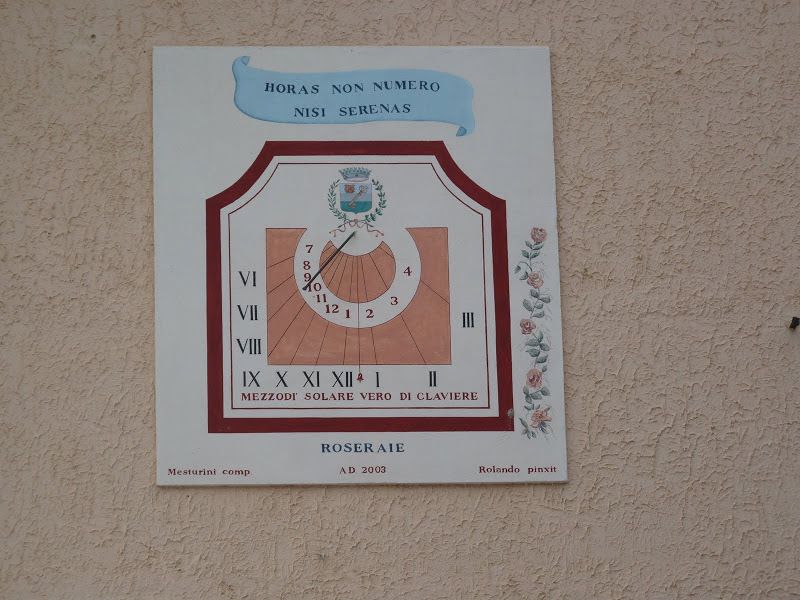 HORAS NON NUMERO
NISI SERENAS
7
8
9
10
11
12
1
2
3
4
VI
VII
VIII
IX X XI XII I II
III
MEZZODI' SOLARE VERO DI CLAVIERE
ROSERAIE
Mesturini comp. AD 2003 Rolando pinxit